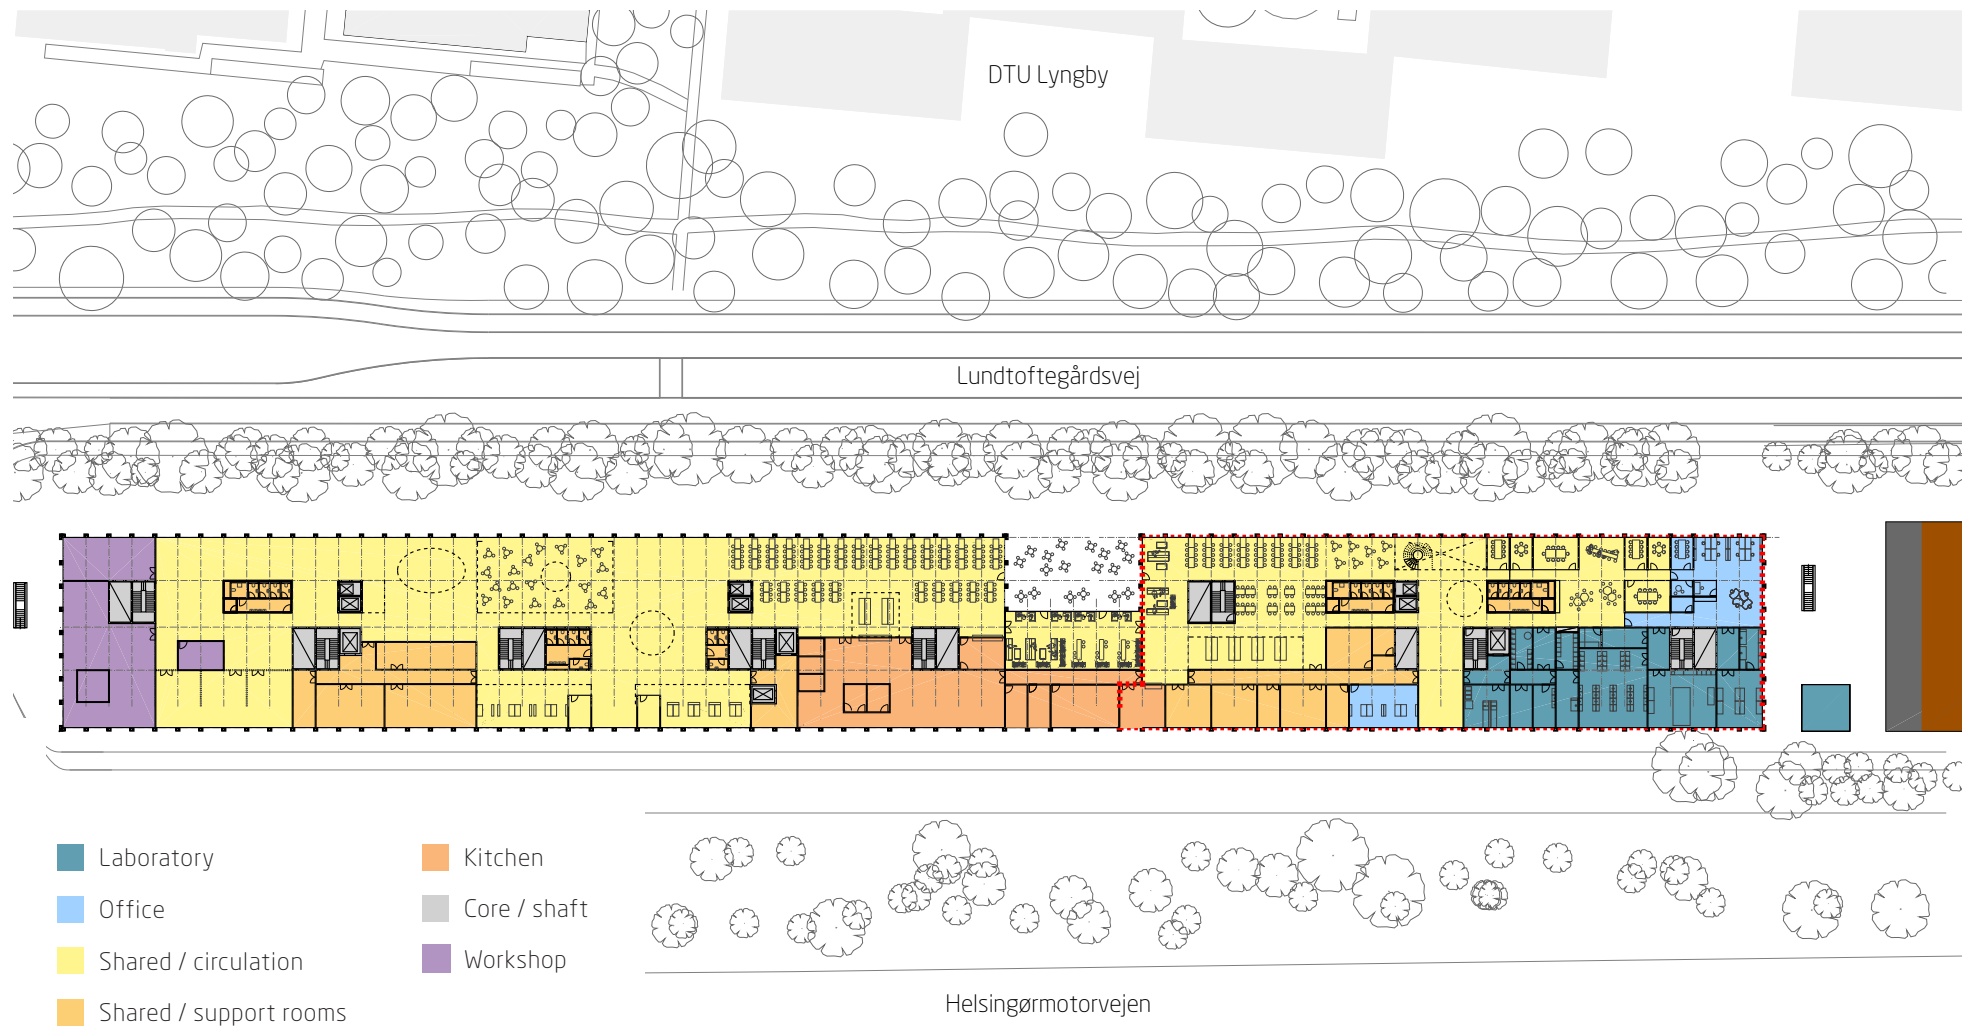 DTU Lyngby
Lundtoftegårdsvej
Laboratory
Office
Shared / circulation
Shared / support rooms
Kitchen
Core / shaft
Workshop
Helsingørmotorvejen